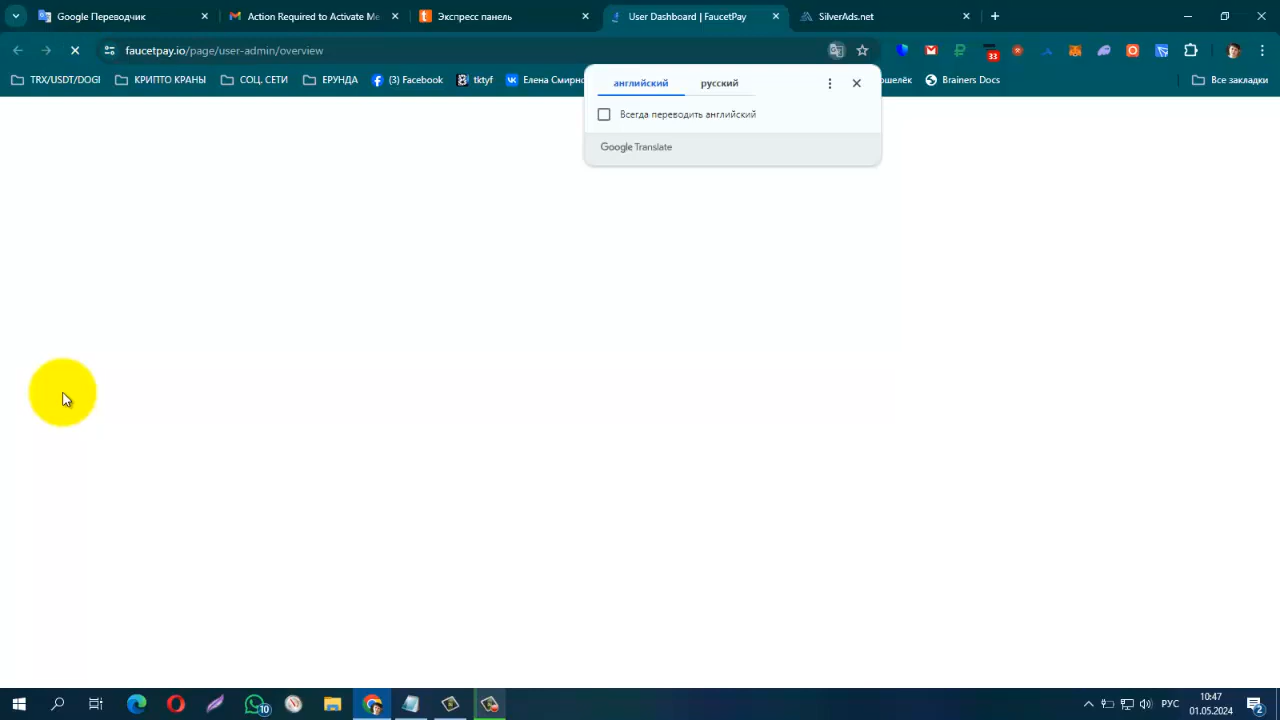 Google Переводчик
Action Required to Activate Me
Экспресс панель
User Dashboard | FaucetPay
SilverAds.net
faucetpay.io/page/user-admin/overview
33
TRX/USDT/DOGI
КРИПТО КРАНЫ
СОЦ. СЕТИ
ЕРУНДА
(3) Facebook
tktyf
Елена Смирно
ошелёк
Brainers Docs
Все закладки
английский
русский
Всегда переводить английский
Google Translate
10
РУС
10:47
01.05.2024
2